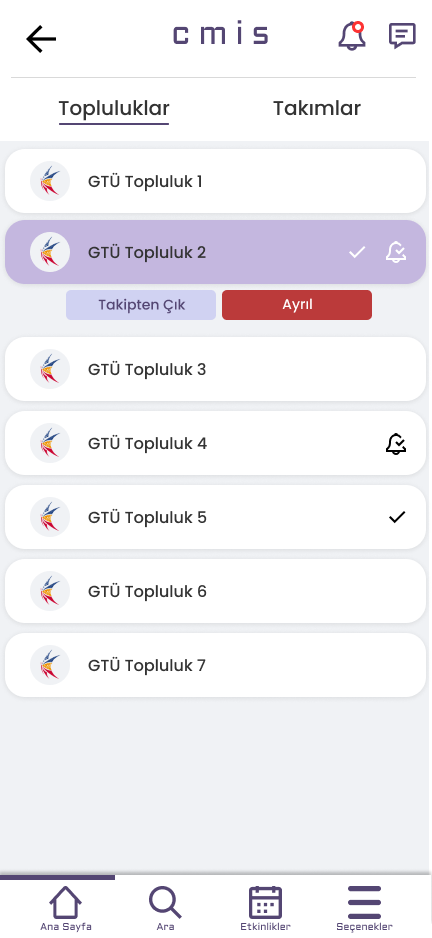 cmis
Topluluklar
Takımlar
GTÜ Topluluk 1
GTÜ Topluluk 2
Takipten Çık
Ayrıl
GTÜ Topluluk 3
GTÜ Topluluk 4
GTÜ Topluluk 5
GTÜ Topluluk 6
GTÜ Topluluk 7
Ana Sayfa
Ara
Etkinlikler
Seçenekler